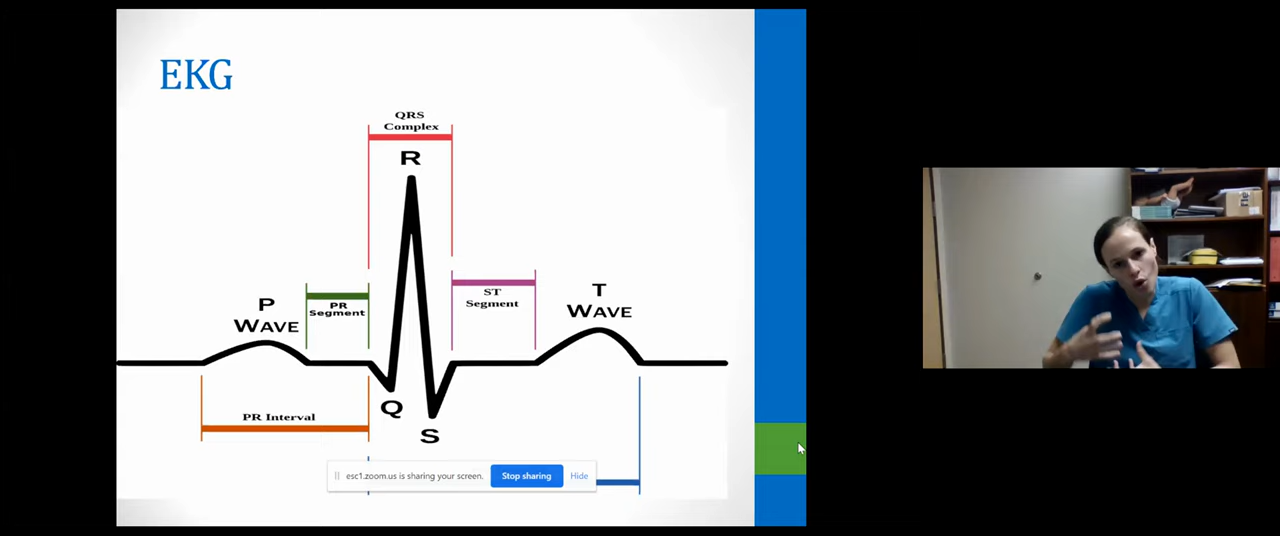 EKG
QRS
Complex
R
P
WAVE
PR
Segment
ST
Segment
T
WAVE
PR Interval
Q
S
esc1.zoom.us is sharing your screen.
Stop sharing
Hide